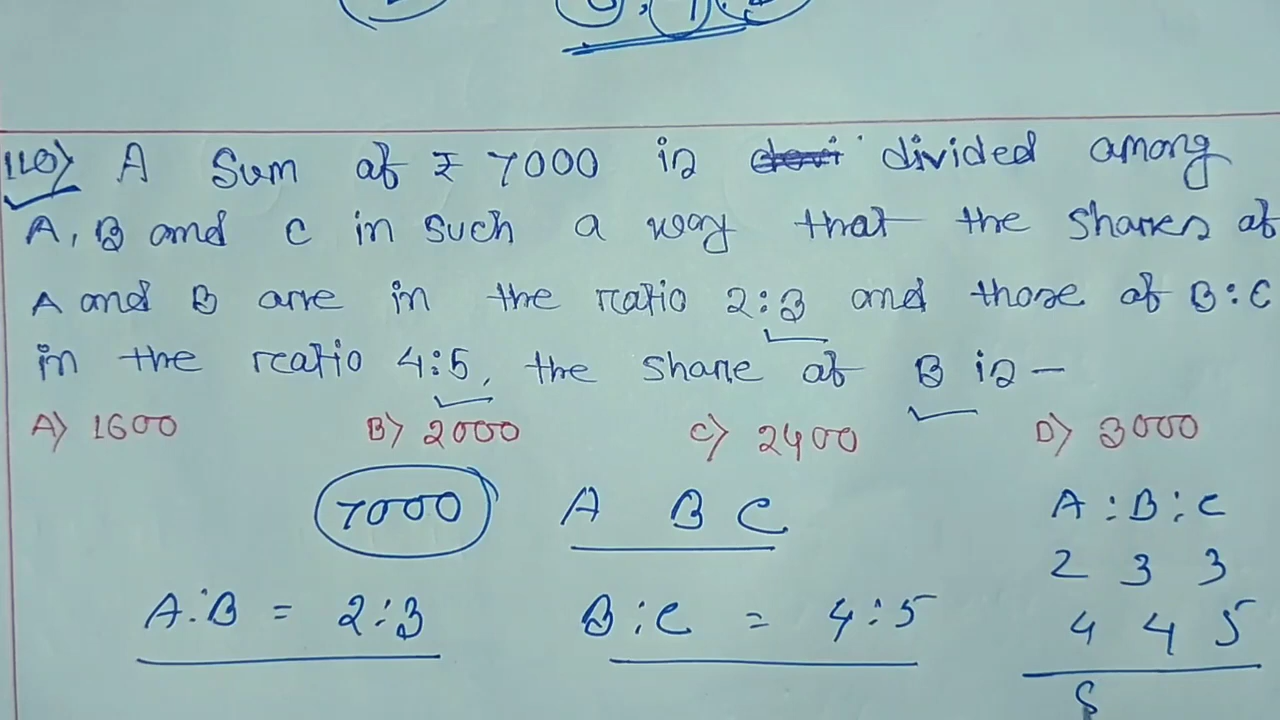 110) A Sum of ₹ 7000 is divided among
A, B and C in such a way that the shares of
A and B are in the ratio 2:3 and those of B:C
in the ratio 4:5, the share of B is —
A) 1600 B) 2000 C) 2400 D) 3000
7000 A B C A : B : C
2 3 3
A:B = 2:3 B:C = 4:5 4 4 5
8